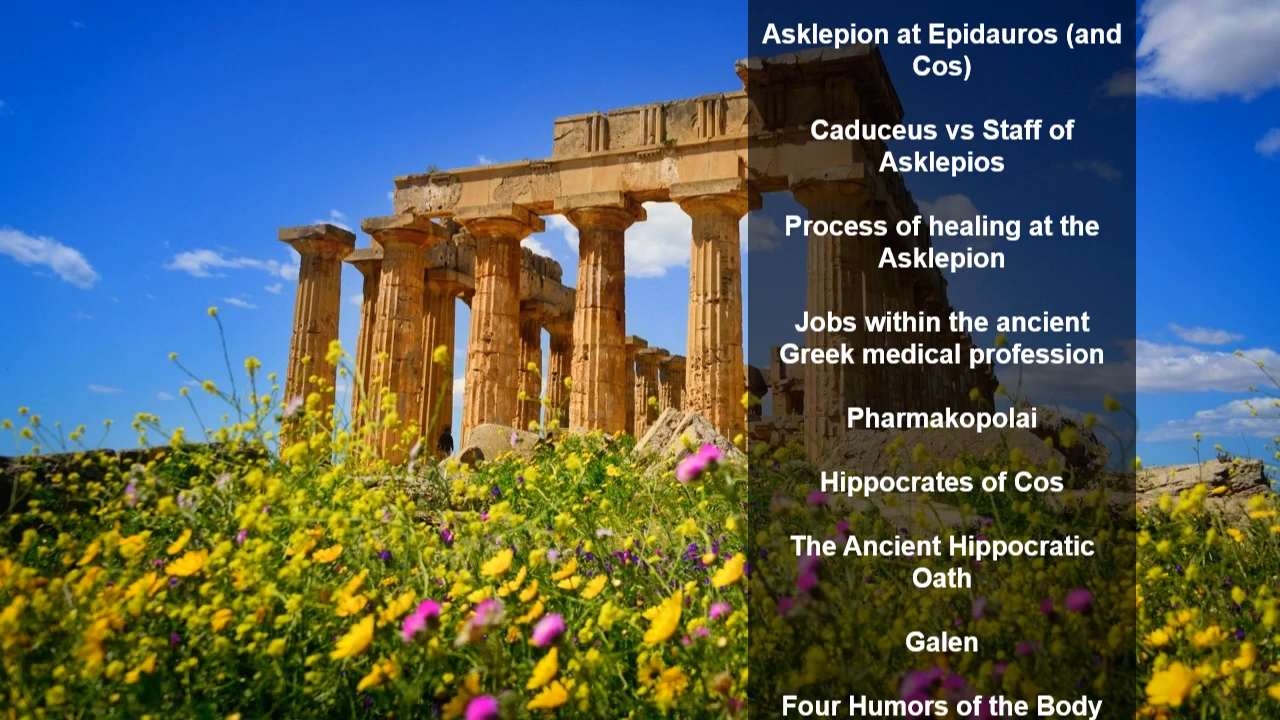 Asklepion at Epidauros (and
Cos)
Caduceus vs Staff of
Asklepios
Process of healing at the
Asklepion
Jobs within the ancient
Greek medical profession
Pharmakopolai
Hippocrates of Cos
The Ancient Hippocratic
Oath
Galen
Four Humors of the Body